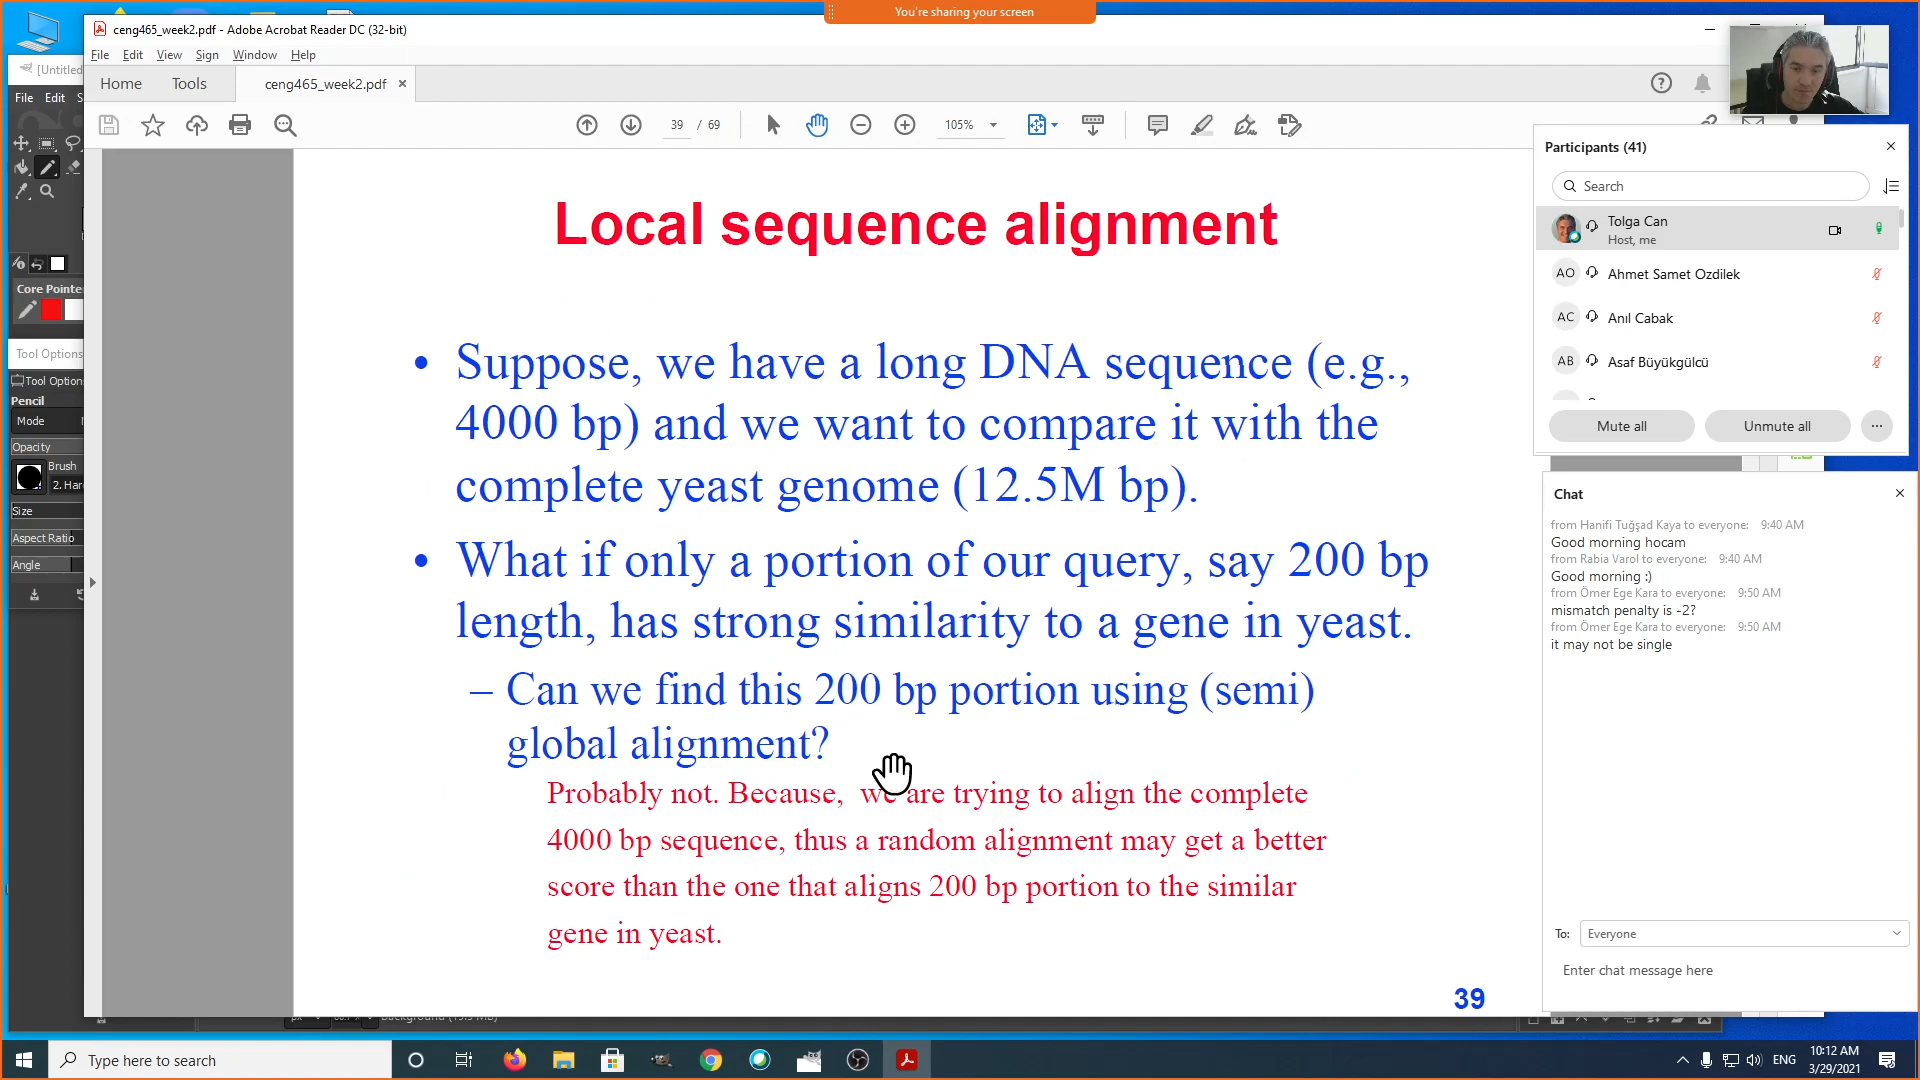 You're sharing your screen
ceng465_week2.pdf - Adobe Acrobat Reader DC (32-bit)
File Edit View Sign Window Help
[Untitled
Home Tools ceng465_week2.pdf
File Edit S
39 / 69 105%
Local sequence alignment
• Suppose, we have a long DNA sequence (e.g.,
4000 bp) and we want to compare it with the
complete yeast genome (12.5M bp).
• What if only a portion of our query, say 200 bp
length, has strong similarity to a gene in yeast.
– Can we find this 200 bp portion using (semi)
global alignment?
Probably not. Because, we are trying to align the complete
4000 bp sequence, thus a random alignment may get a better
score than the one that aligns 200 bp portion to the similar
gene in yeast.
39
Core Pointe
Tool Options
Tool Option
Pencil
Mode
Opacity
Brush
2. Har
Size
Aspect Ratio
Angle
Participants (41)
Search
Tolga Can
Host, me
AO Ahmet Samet Ozdilek
AC Anıl Cabak
AB Asaf Büyükgülcü
Mute all Unmute all
Chat
from Hanifi Tuğşad Kaya to everyone: 9:40 AM
Good morning hocam
from Rabia Varol to everyone: 9:40 AM
Good morning :)
from Ömer Ege Kara to everyone: 9:50 AM
mismatch penalty is -2?
from Ömer Ege Kara to everyone: 9:50 AM
it may not be single
To: Everyone
Enter chat message here
Type here to search
ENG
10:12 AM
3/29/2021